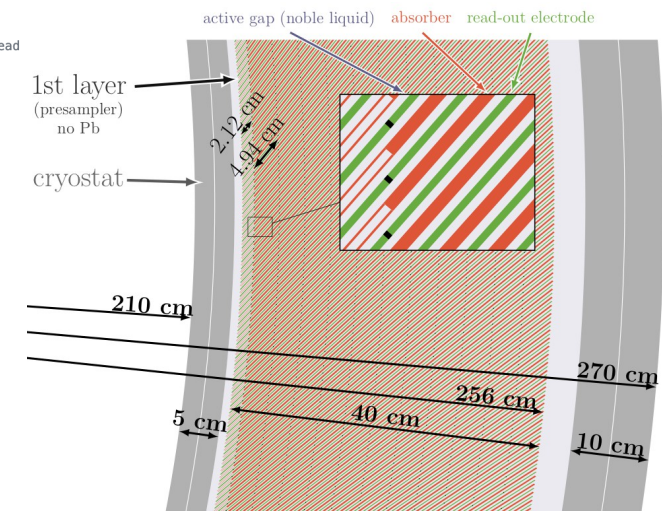 active gap (noble liquid) absorber read-out electrode
ead
1st layer
(presampler)
no Pb
2.12 cm
4.94 cm
cryostat
210 cm
270 cm
256 cm
40 cm
5 cm
10 cm